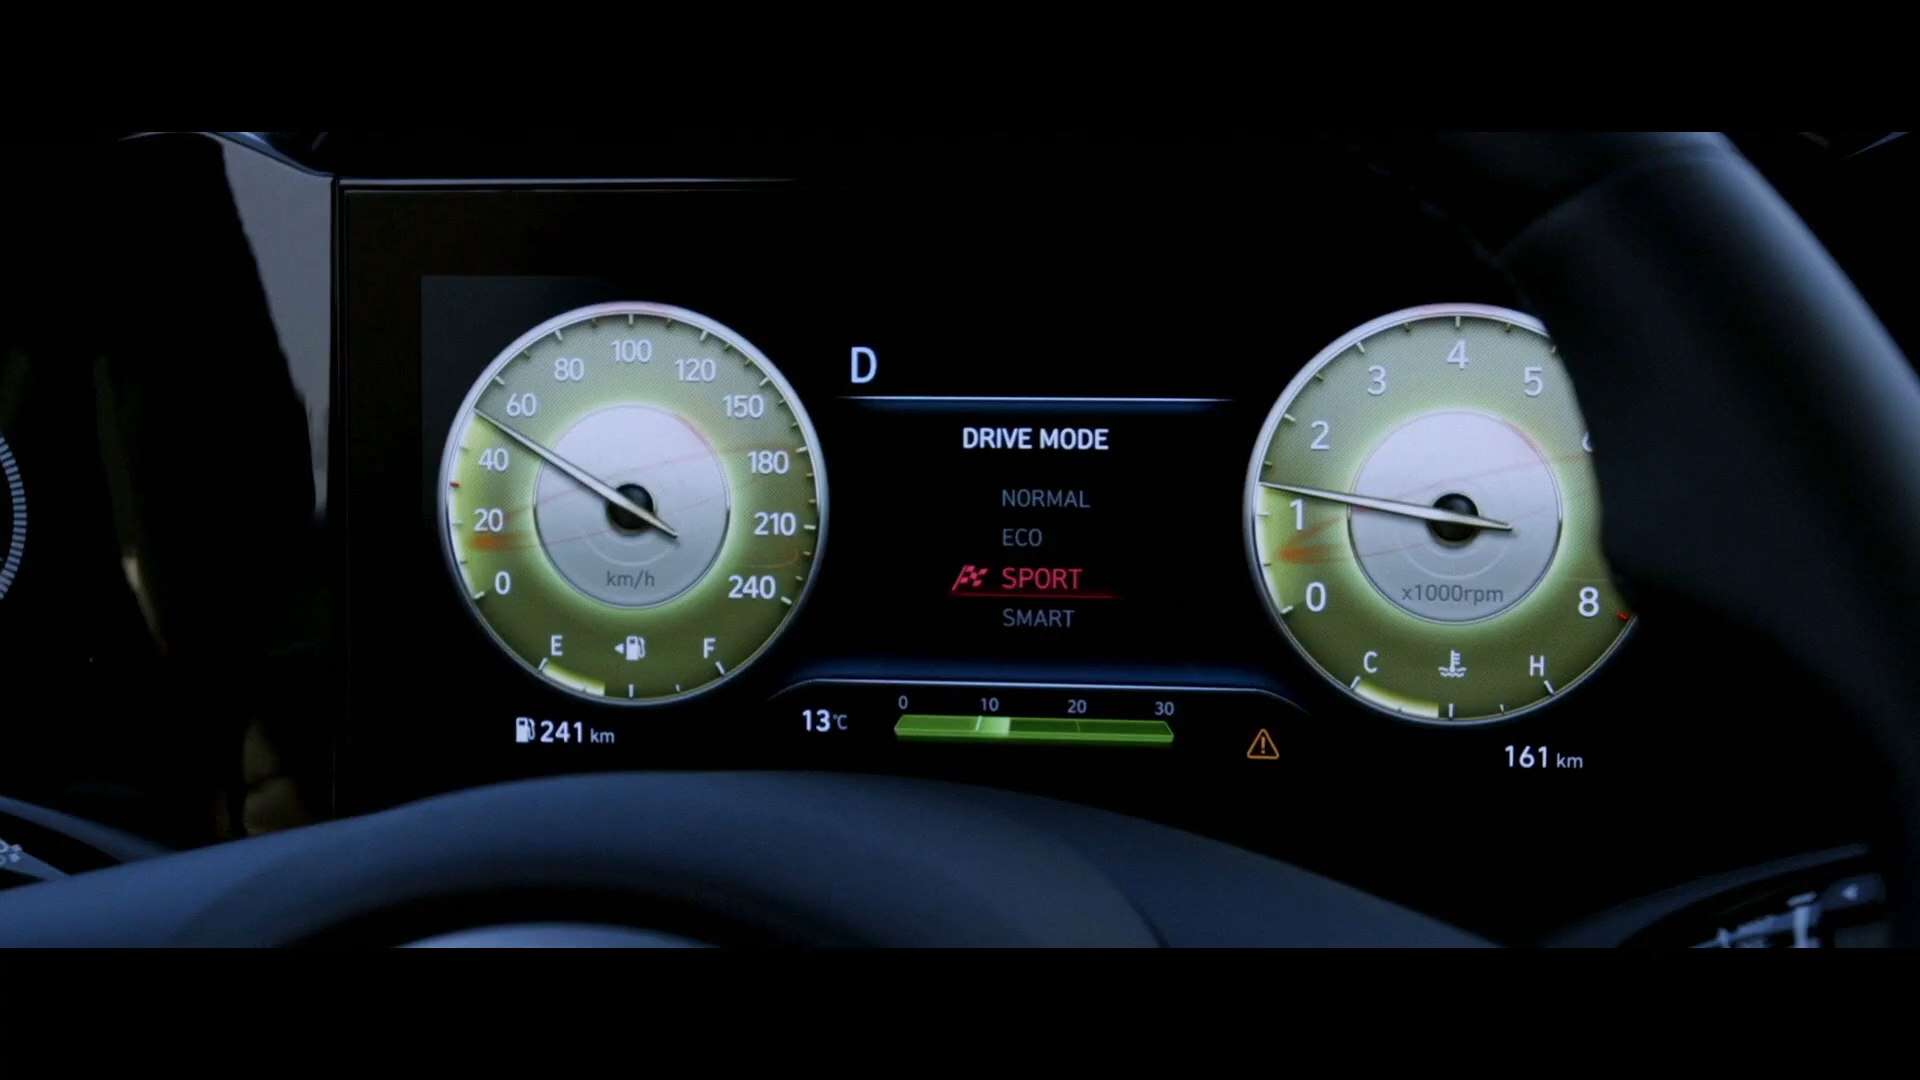 100
80
120
60
150
40
180
20
210
0
240
km/h
E
F
241 km
D
DRIVE MODE
NORMAL
ECO
SPORT
SMART
13°C
0 10 20 30
4
3
5
2
1
0
8
x1000rpm
C
H
161 km